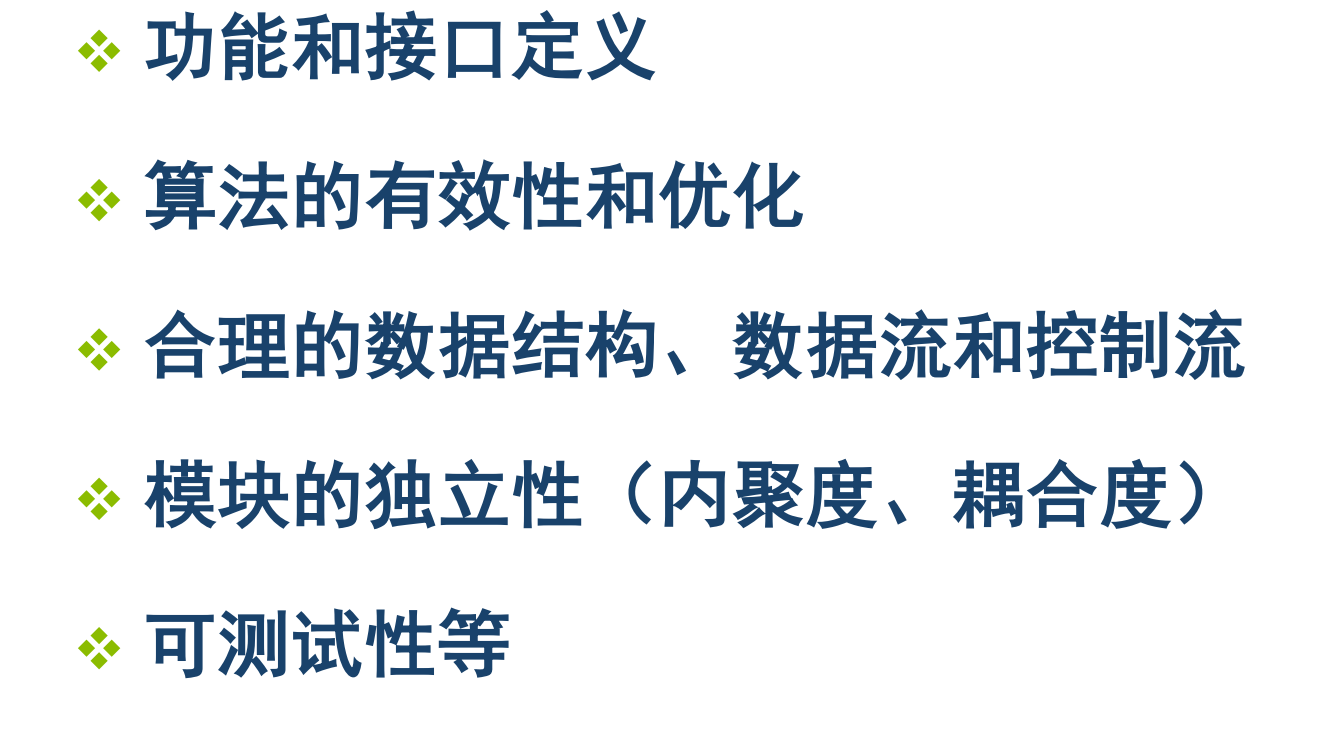 功能和接口定义
算法的有效性和优化
合理的数据结构、数据流和控制流
模块的独立性（内聚度、耦合度）
可测试性等